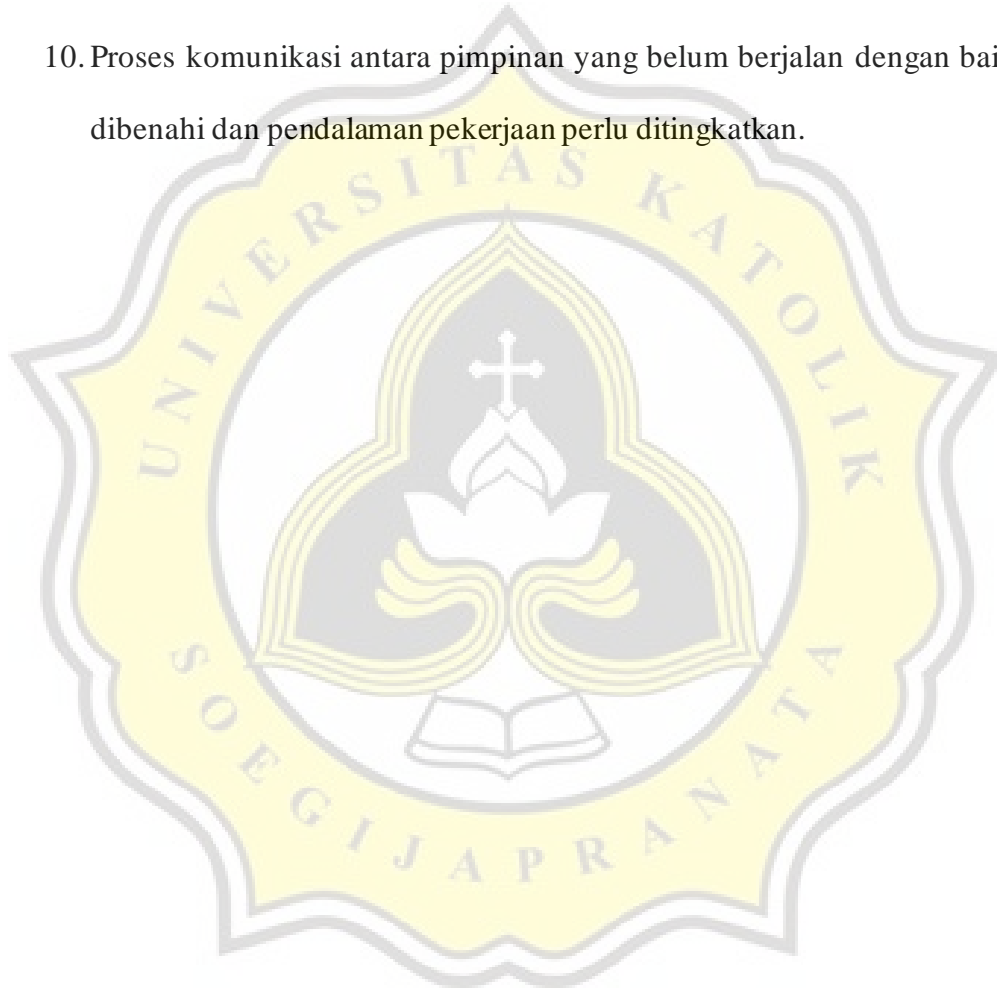 10. Proses komunikasi antara pimpinan yang belum berjalan dengan bai
dibenahi dan pendalaman pekerjaan perlu ditingkatkan.
UNIVERSITAS KATOLIK
SOEGIJAPRANATA